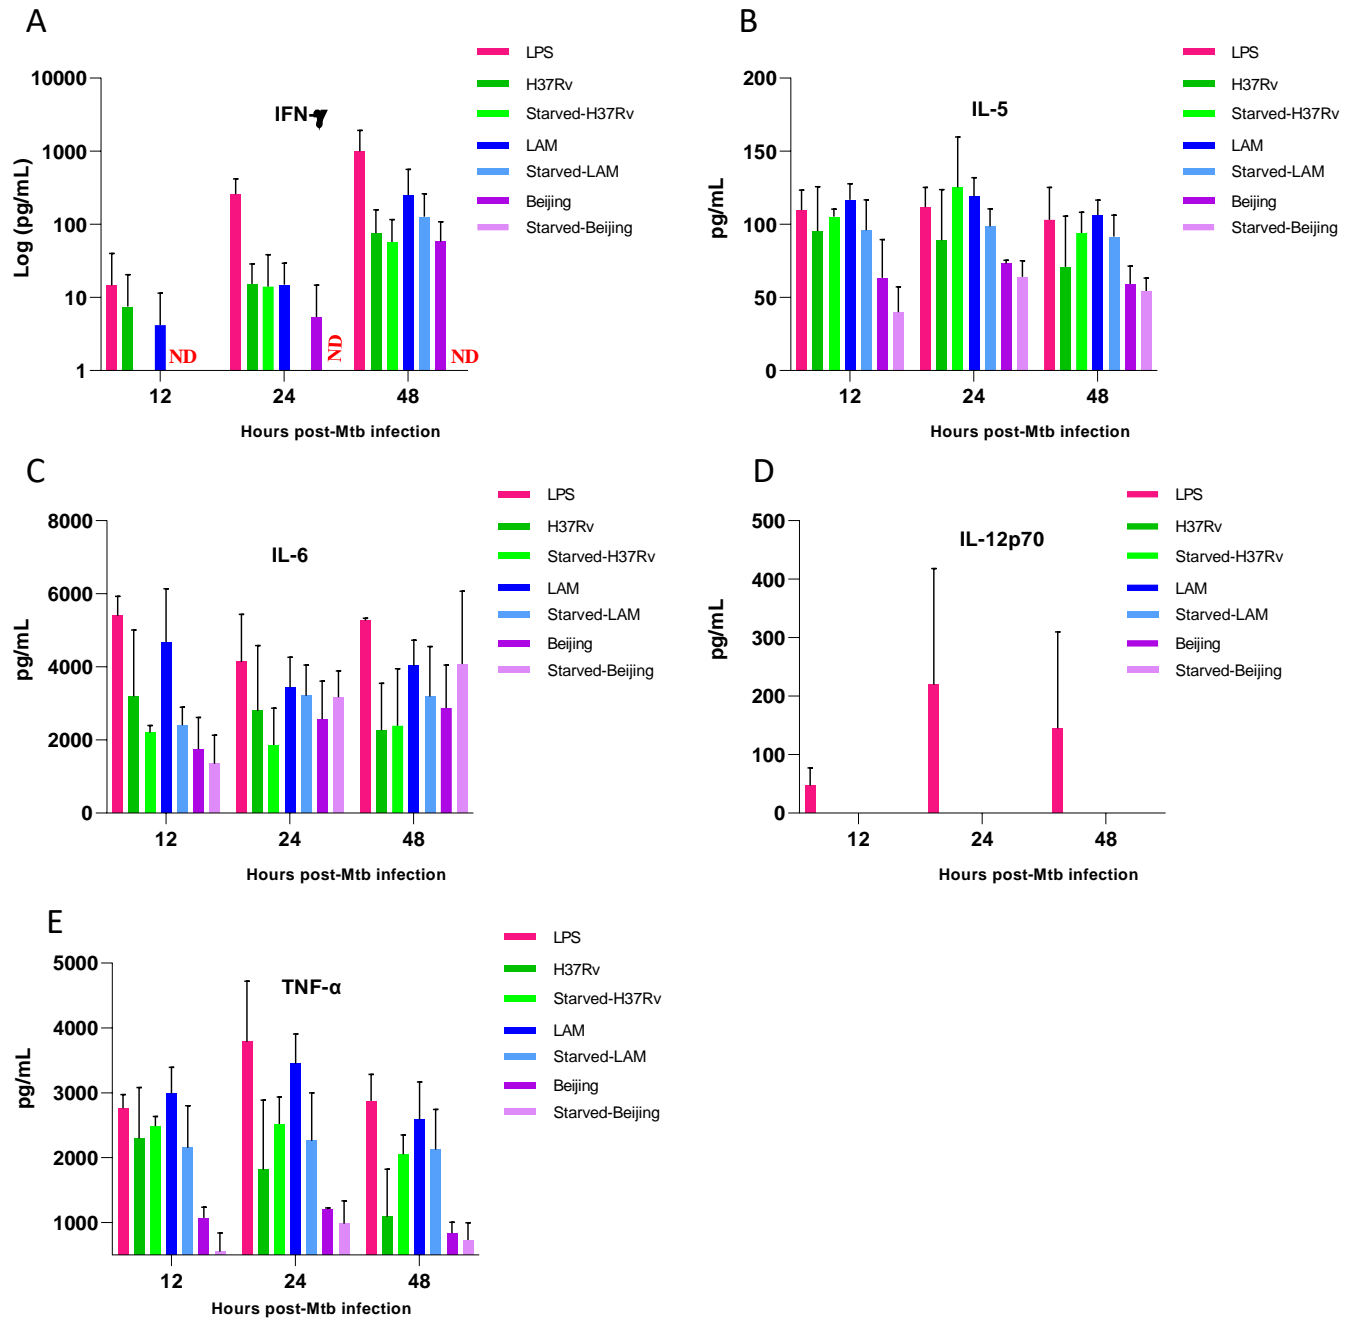 A
IFN-γ
Log (pg/mL)
10000
1000
100
10
1
ND
ND
ND
12
24
48
Hours post-Mtb infection
LPS
H37Rv
Starved-H37Rv
LAM
Starved-LAM
Beijing
Starved-Beijing
B
IL-5
pg/mL
200
150
100
50
0
12
24
48
Hours post-Mtb infection
LPS
H37Rv
Starved-H37Rv
LAM
Starved-LAM
Beijing
Starved-Beijing
C
IL-6
pg/mL
8000
6000
4000
2000
0
12
24
48
Hours post-Mtb infection
LPS
H37Rv
Starved-H37Rv
LAM
Starved-LAM
Beijing
Starved-Beijing
D
IL-12p70
pg/mL
500
400
300
200
100
0
12
24
48
Hours post-Mtb infection
LPS
H37Rv
Starved-H37Rv
LAM
Starved-LAM
Beijing
Starved-Beijing
E
TNF-α
pg/mL
5000
4000
3000
2000
1000
12
24
48
Hours post-Mtb infection
LPS
H37Rv
Starved-H37Rv
LAM
Starved-LAM
Beijing
Starved-Beijing